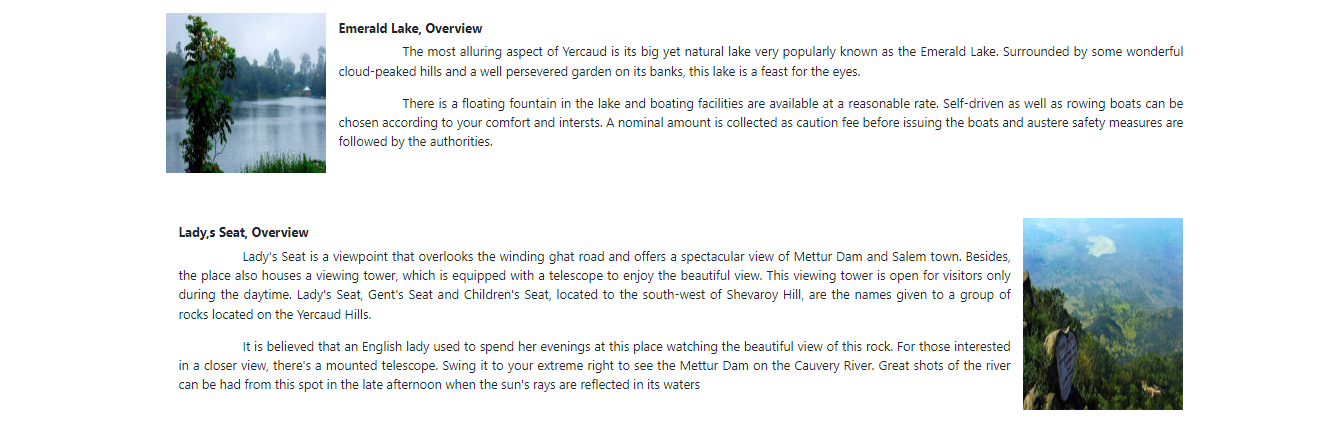 Emerald Lake, Overview
The most alluring aspect of Yercaud is its big yet natural lake very popularly known as the Emerald Lake. Surrounded by some wonderful
cloud-peaked hills and a well persevered garden on its banks, this lake is a feast for the eyes.
There is a floating fountain in the lake and boating facilities are available at a reasonable rate. Self-driven as well as rowing boats can be
chosen according to your comfort and intersts. A nominal amount is collected as caution fee before issuing the boats and austere safety measures are
followed by the authorities.
Lady,s Seat, Overview
Lady's Seat is a viewpoint that overlooks the winding ghat road and offers a spectacular view of Mettur Dam and Salem town. Besides,
the place also houses a viewing tower, which is equipped with a telescope to enjoy the beautiful view. This viewing tower is open for visitors only
during the daytime. Lady's Seat, Gent's Seat and Children's Seat, located to the south-west of Shevaroy Hill, are the names given to a group of
rocks located on the Yercaud Hills.
It is believed that an English lady used to spend her evenings at this place watching the beautiful view of this rock. For those interested
in a closer view, there's a mounted telescope. Swing it to your extreme right to see the Mettur Dam on the Cauvery River. Great shots of the river
can be had from this spot in the late afternoon when the sun's rays are reflected in its waters